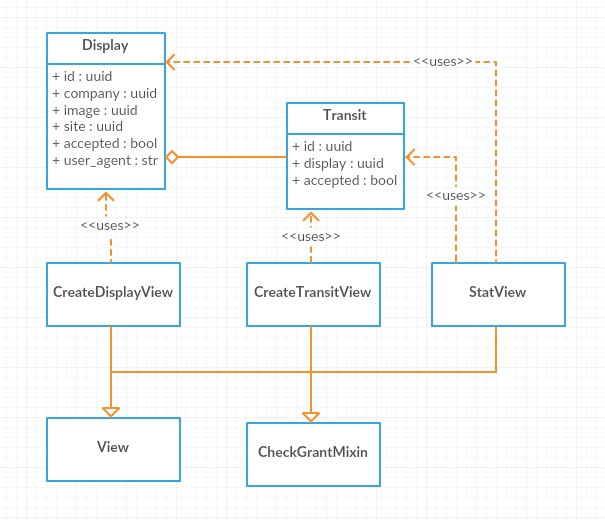 Display
+ id : uuid
+ company : uuid
+ image : uuid
+ site : uuid
+ accepted : bool
+ user_agent : str
<<uses>>
Transit
+ id : uuid
+ display : uuid
+ accepted : bool
<<uses>>
<<uses>>
<<uses>>
CreateDisplayView
CreateTransitView
StatView
View
CheckGrantMixin